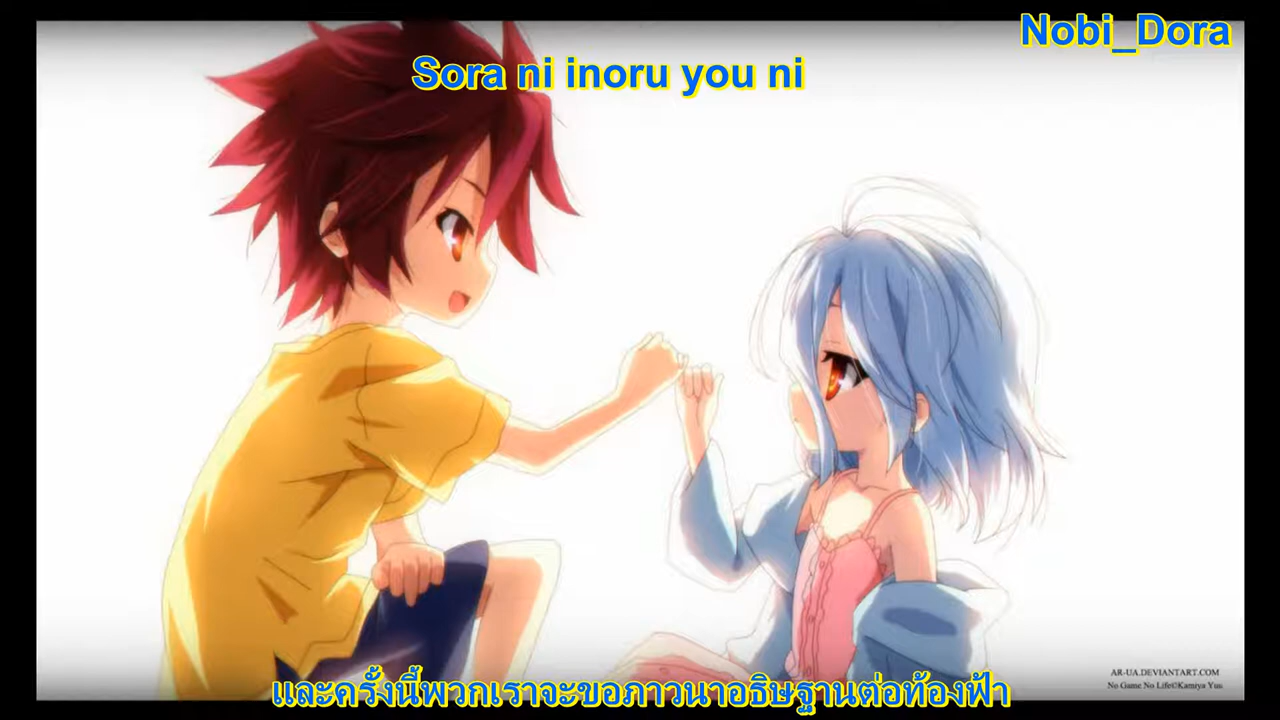 Nobi_Dora
Sora ni inoru you ni
AR-UA.DEVIANTART.COM
No Game No Life©Kamiya Yuu
และครั้งนี้พวกเราจะขอภาวนาอธิษฐานต่อท้องฟ้า